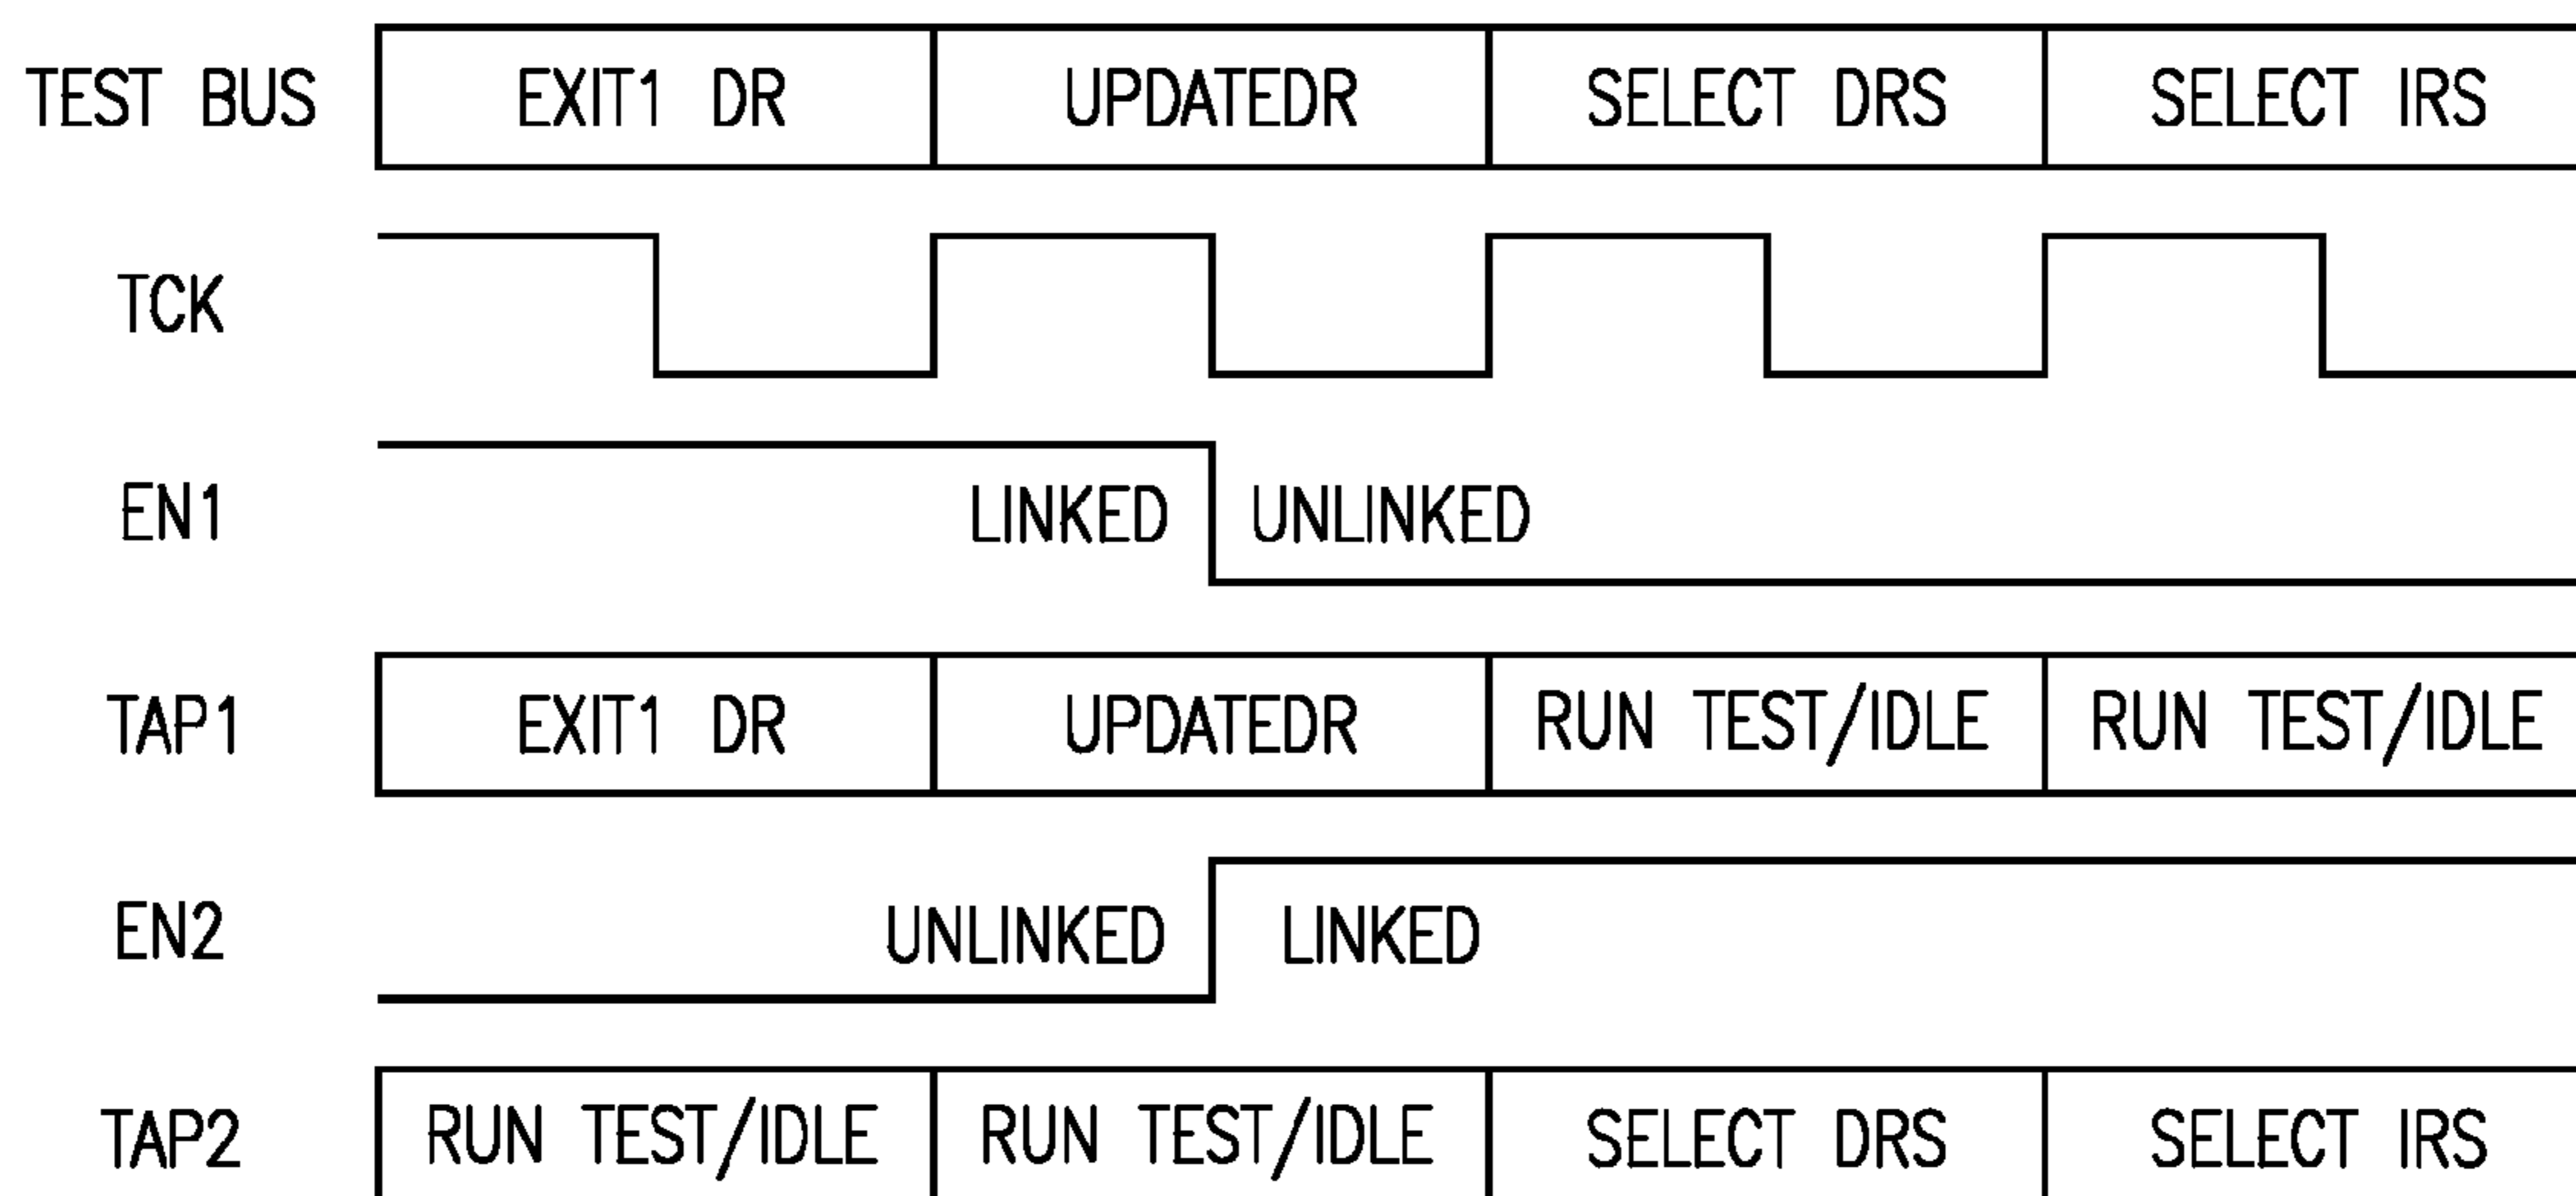 TEST BUS EXIT1 DR UPDATEDR SELECT DRS SELECT IRS
TCK
EN1 LINKED UNLINKED
TAP1 EXIT1 DR UPDATEDR RUN TEST/IDLE RUN TEST/IDLE
EN2 UNLINKED LINKED
TAP2 RUN TEST/IDLE RUN TEST/IDLE SELECT DRS SELECT IRS